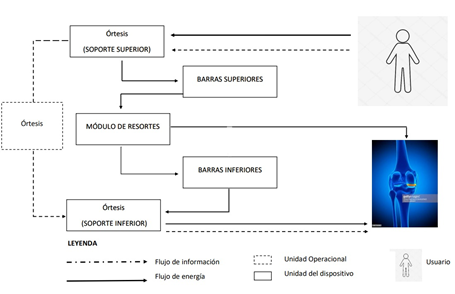 Órtesis
(SOPORTE SUPERIOR)
BARRAS SUPERIORES
Órtesis
MÓDULO DE RESORTES
BARRAS INFERIORES
Órtesis
(SOPORTE INFERIOR)
LEYENDA
Flujo de información
Unidad Operacional
Usuario
Flujo de energía
Unidad del dispositivo